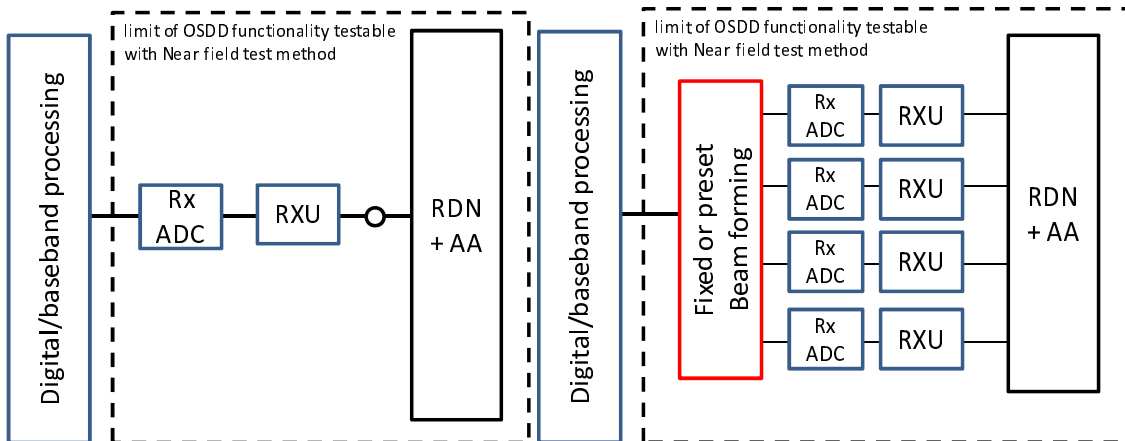 limit of OSDD functionality testable
with Near field test method
Digital/baseband processing
Rx
ADC
RXU
RDN
+ AA
limit of OSDD functionality testable
with Near field test method
Digital/baseband processing
Fixed or preset
Beam forming
Rx
ADC
RXU
Rx
ADC
RXU
Rx
ADC
RXU
Rx
ADC
RXU
RDN
+ AA